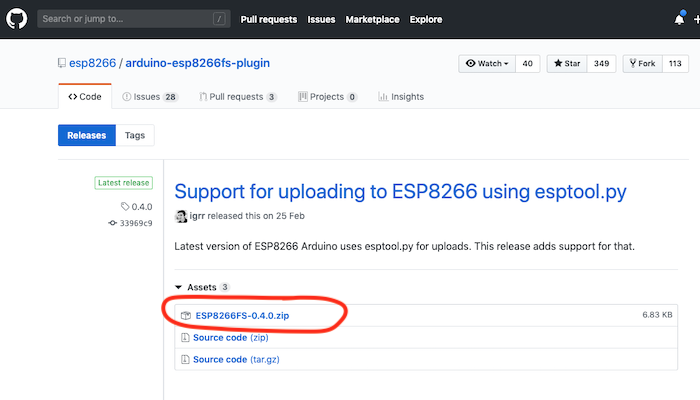 Search or jump to... / Pull requests Issues Marketplace Explore
esp8266 / arduino-esp8266fs-plugin Watch 40 Star 349 Fork 113
Code Issues 28 Pull requests 3 Projects 0 Insights
Releases Tags
Latest release
0.4.0
33969c9
Support for uploading to ESP8266 using esptool.py
igrr released this on 25 Feb
Latest version of ESP8266 Arduino uses esptool.py for uploads. This release adds support for that.
Assets 3
ESP8266FS-0.4.0.zip 6.83 KB
Source code (zip)
Source code (tar.gz)